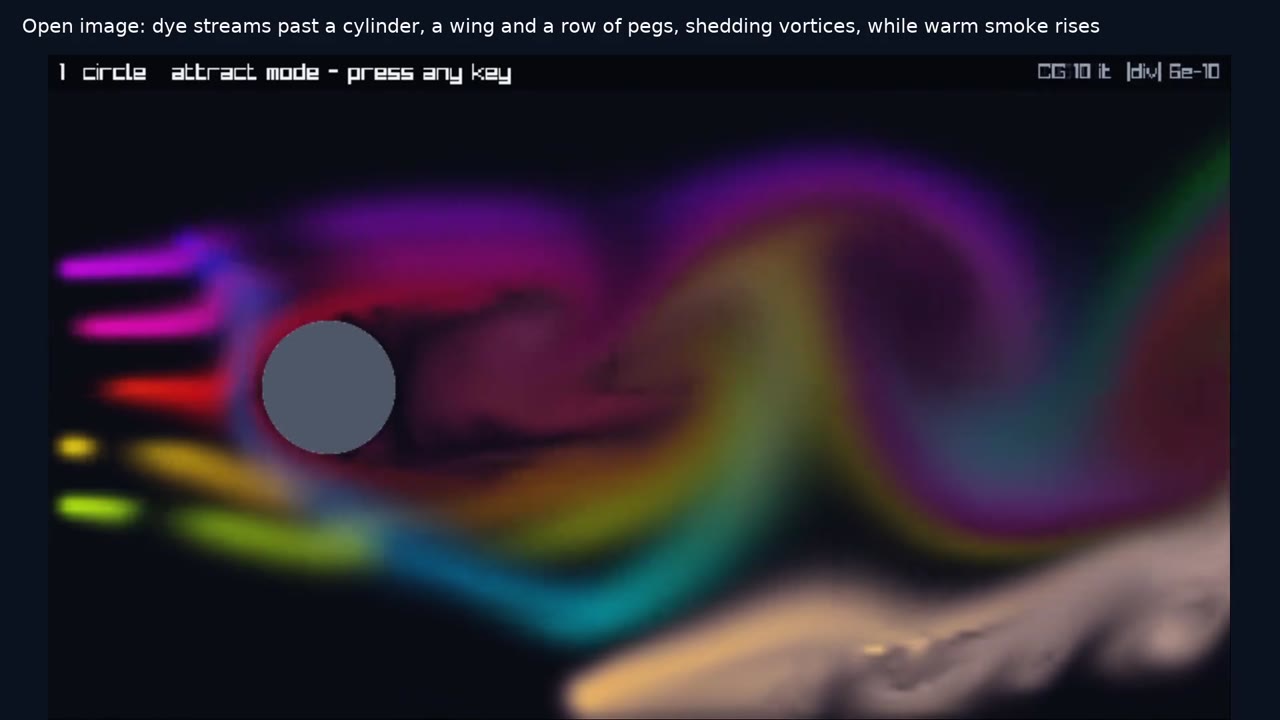 Open image: dye streams past a cylinder, a wing and a row of pegs, shedding vortices, while warm smoke rises
1 circle attract mode - press any key
CG 10 it |div| 6e-10